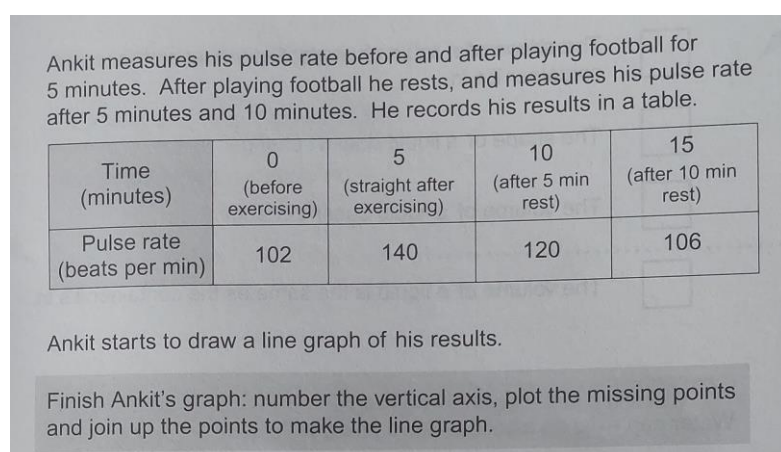 Ankit measures his pulse rate before and after playing football for
5 minutes. After playing football he rests, and measures his pulse rate
after 5 minutes and 10 minutes. He records his results in a table.
Time
(minutes)
0
(before
exercising)
5
(straight after
exercising)
10
(after 5 min
rest)
15
(after 10 min
rest)
Pulse rate
(beats per min)
102
140
120
106
Ankit starts to draw a line graph of his results.
Finish Ankit's graph: number the vertical axis, plot the missing points
and join up the points to make the line graph.